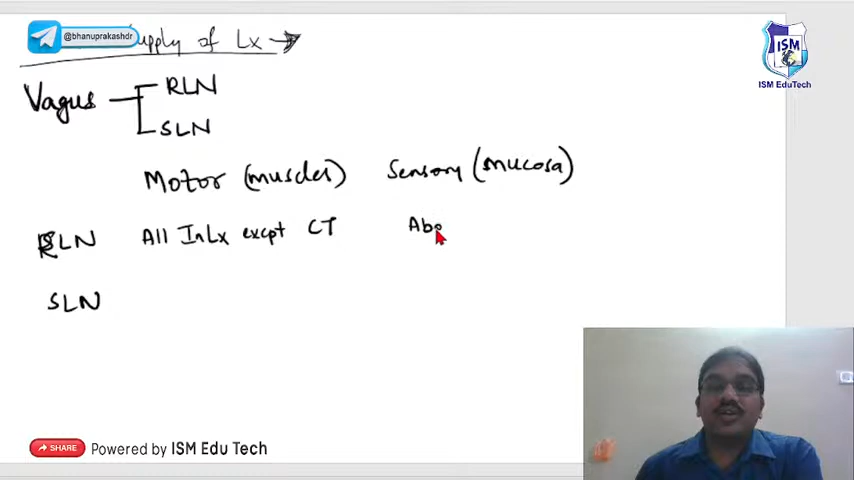 @bhanuprakashdr upply of Lx →
ISM
ISM EduTech
Vagus RLN
SLN
Motor (muscles) Sensory (mucosa)
RLN All InLx excpt CT Abo
SLN
SHARE Powered by ISM Edu Tech